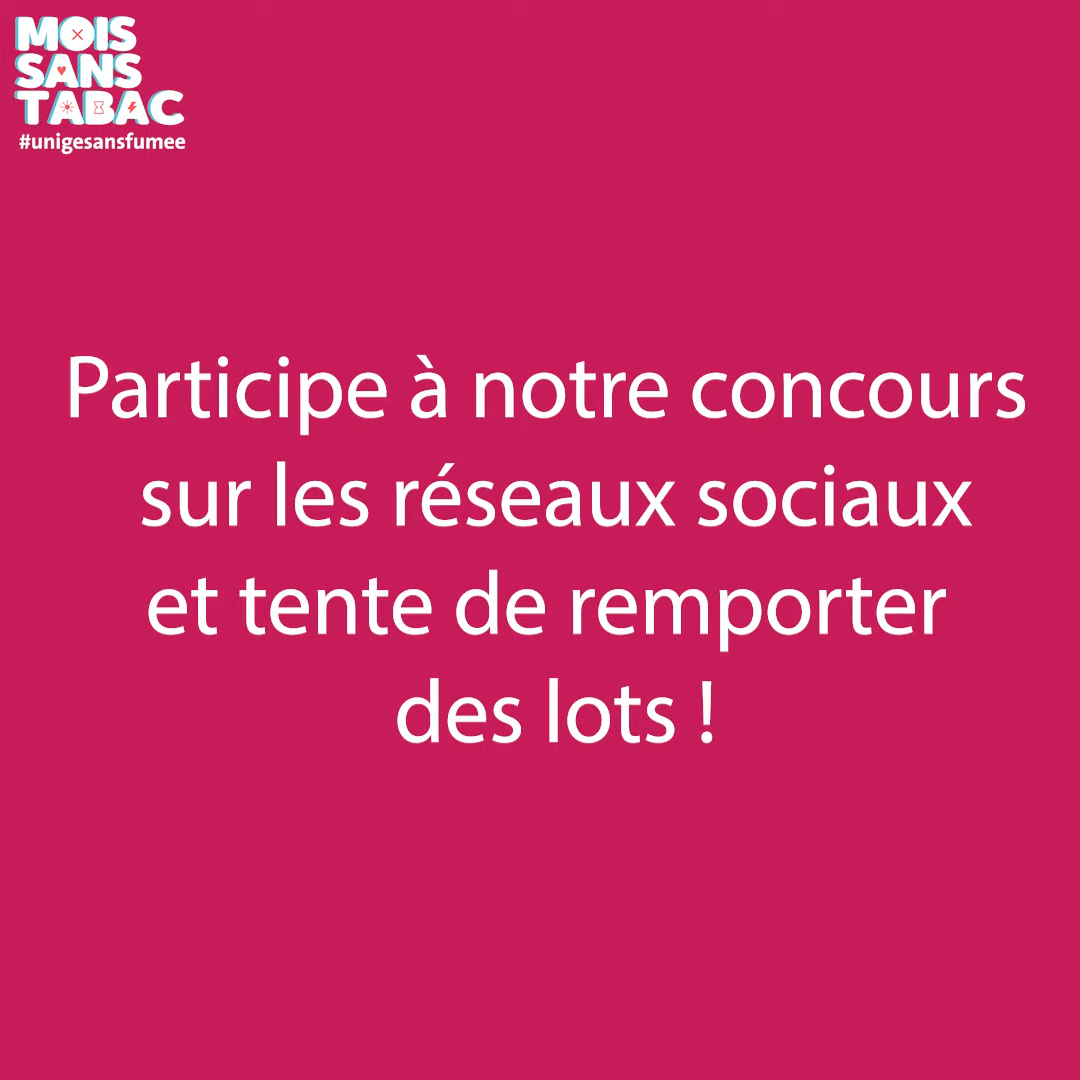 MOIS
SANS
TABAC
#unigesansfumee
Participe à notre concours
sur les réseaux sociaux
et tente de remporter
des lots !